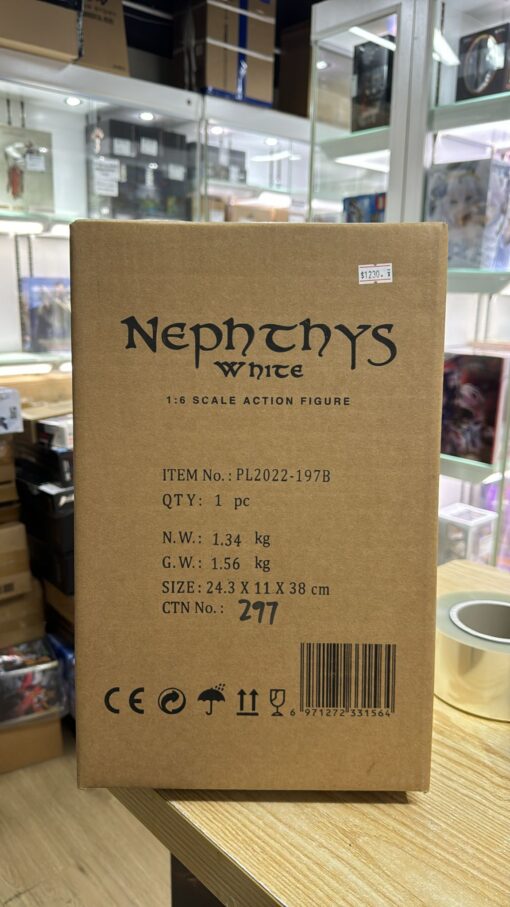 $1230.
Nephthys
White
1:6 SCALE ACTION FIGURE
ITEM No.: PL2022-197B
QTY: 1 pc
N.W.: 1.34 kg
G.W.: 1.56 kg
SIZE: 24.3 X 11 X 38 cm
CTN No.: 297
CE
6 971272 331564